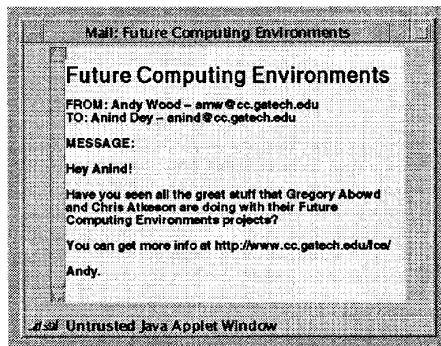 Mail: Future Computing Environments
Future Computing Environments
FROM: Andy Wood – amw@cc.gatech.edu
TO: Anind Dey – anind@cc.gatech.edu
MESSAGE:
Hey Anind!
Have you seen all the great stuff that Gregory Abowd
and Chris Atkeson are doing with their Future
Computing Environments projects?
You can get more info at http://www.cc.gatech.edu/fce/
Andy.
Untrusted Java Applet Window